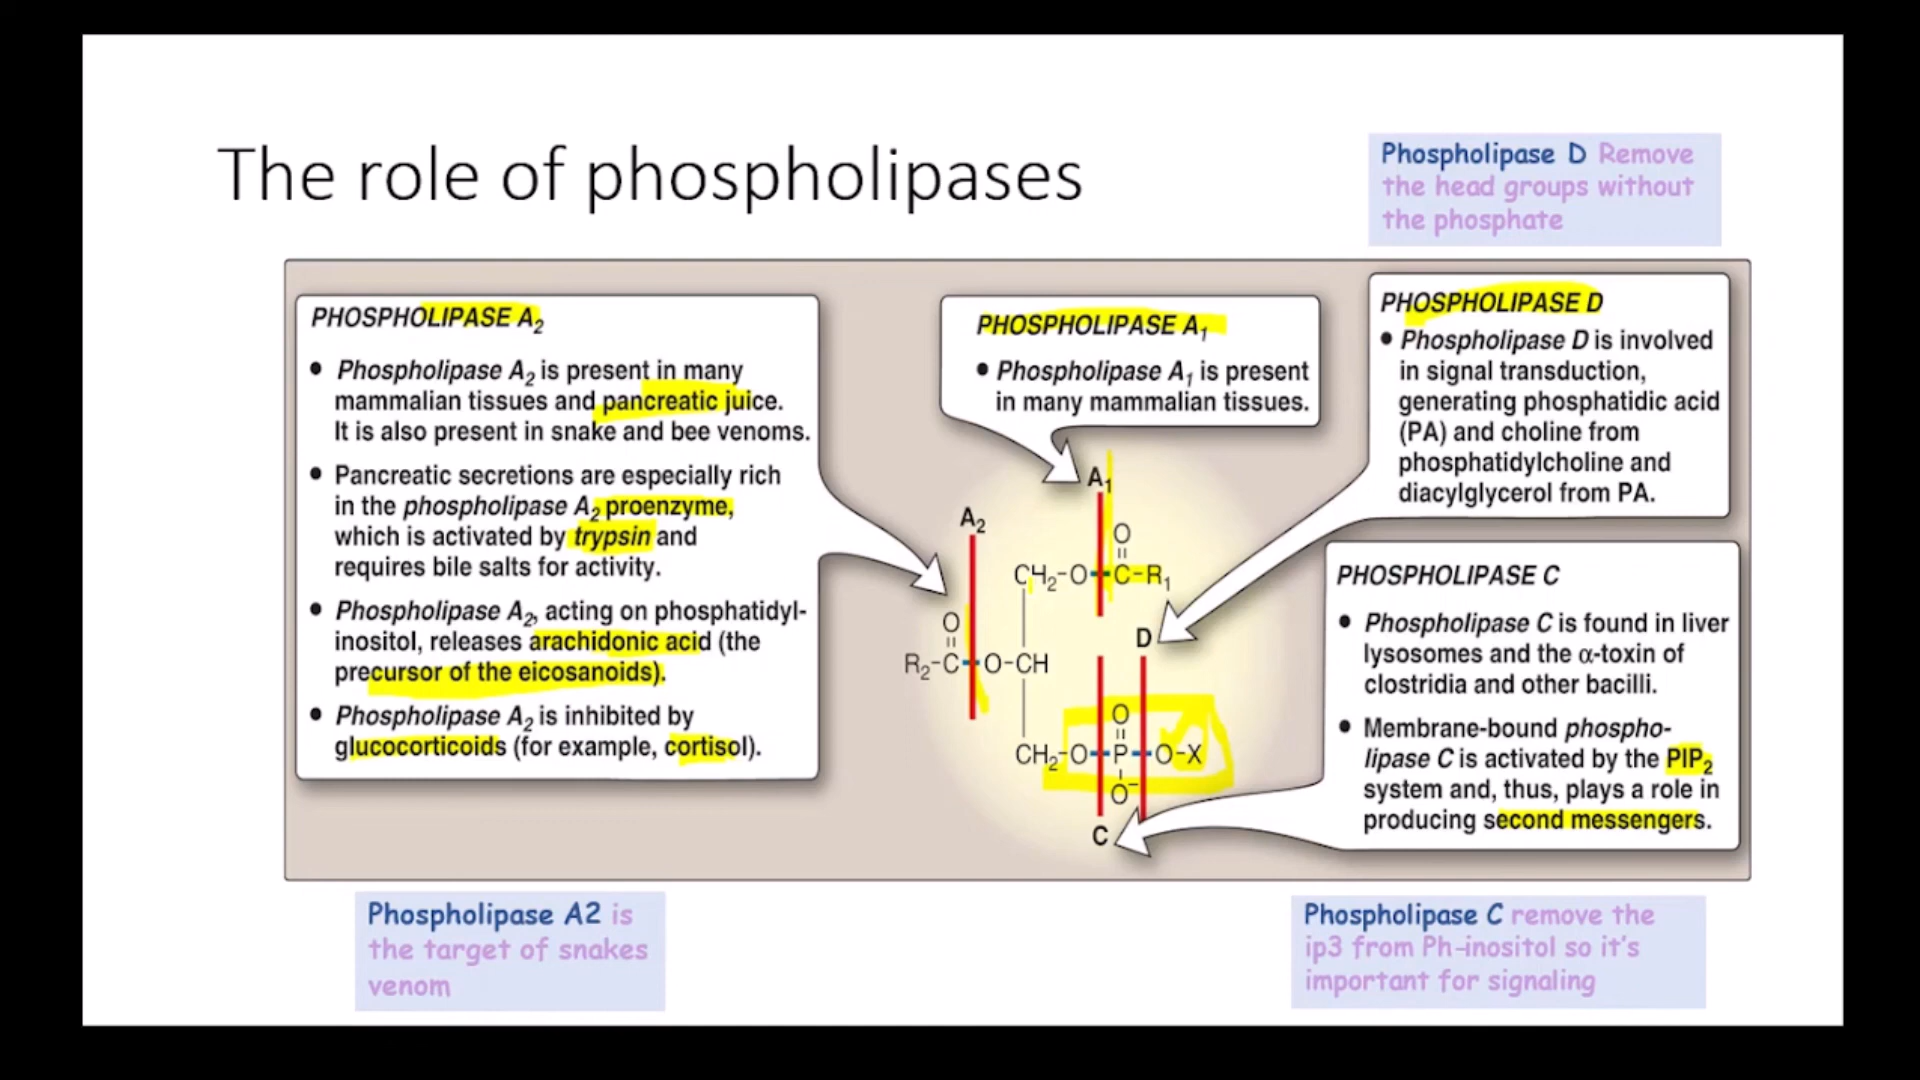 The role of phospholipases
Phospholipase D Remove
the head groups without
the phosphate
PHOSPHOLIPASE A₂
• Phospholipase A₂ is present in many
mammalian tissues and pancreatic juice.
It is also present in snake and bee venoms.
• Pancreatic secretions are especially rich
in the phospholipase A₂ proenzyme,
which is activated by trypsin and
requires bile salts for activity.
• Phospholipase A₂, acting on phosphatidyl-
inositol, releases arachidonic acid (the
precursor of the eicosanoids).
• Phospholipase A₂ is inhibited by
glucocorticoids (for example, cortisol).
PHOSPHOLIPASE A₁
• Phospholipase A₁ is present
in many mammalian tissues.
PHOSPHOLIPASE D
• Phospholipase D is involved
in signal transduction,
generating phosphatidic acid
(PA) and choline from
phosphatidylcholine and
diacylglycerol from PA.
A₁
A₂
O
CH₂-O-C-R₁
O
D
R₂-C-O-CH
O
CH₂-O-P-O-X
O⁻
C
PHOSPHOLIPASE C
• Phospholipase C is found in liver
lysosomes and the α-toxin of
clostridia and other bacilli.
• Membrane-bound phospho-
lipase C is activated by the PIP₂
system and, thus, plays a role in
producing second messengers.
Phospholipase A2 is
the target of snakes
venom
Phospholipase C remove the
ip3 from Ph-inositol so it's
important for signaling